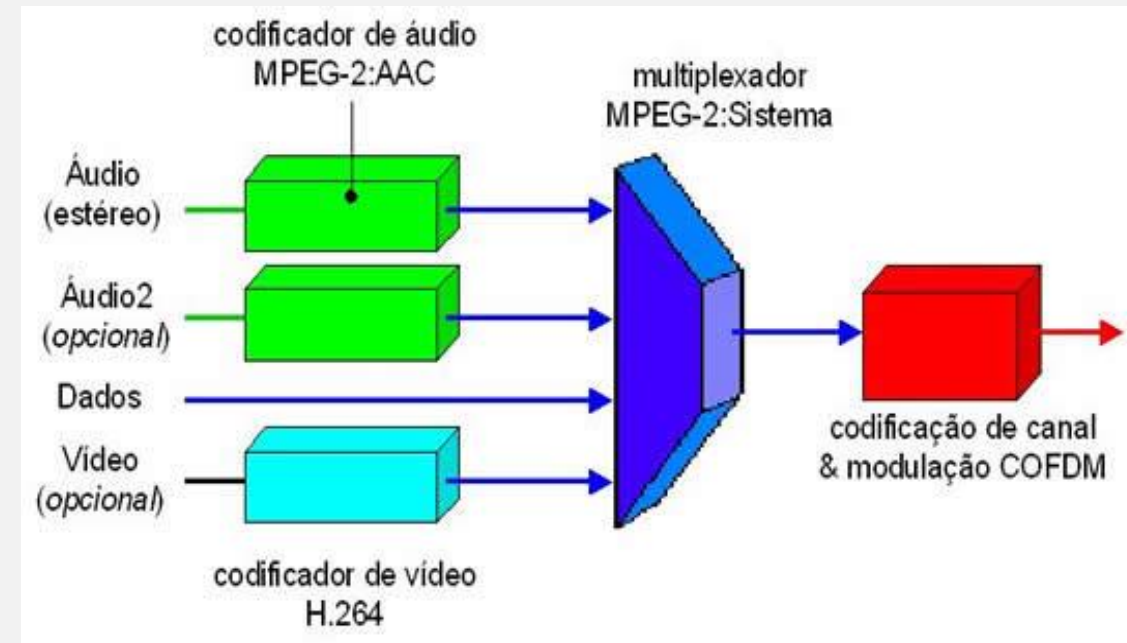 codificador de áudio
MPEG-2:AAC
multiplexador
MPEG-2:Sistema
Áudio
(estéreo)
Áudio2
(opcional)
Dados
Vídeo
(opcional)
codificação de canal
& modulação COFDM
codificador de vídeo
H.264